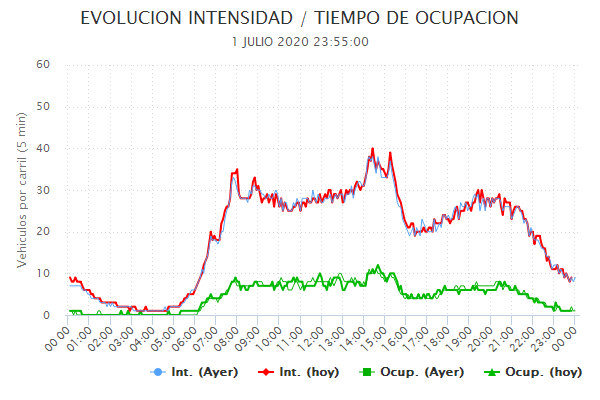 EVOLUCION INTENSIDAD / TIEMPO DE OCUPACION
1 JULIO 2020 23:55:00
Vehiculos por carril (5 min)
60
50
40
30
20
10
0
00:00 01:00 02:00 03:00 04:00 05:00 06:00 07:00 08:00 09:00 10:00 11:00 12:00 13:00 14:00 15:00 16:00 17:00 18:00 19:00 20:00 21:00 22:00 23:00 00:00
Int. (Ayer) Int. (hoy) Ocup. (Ayer) Ocup. (hoy)